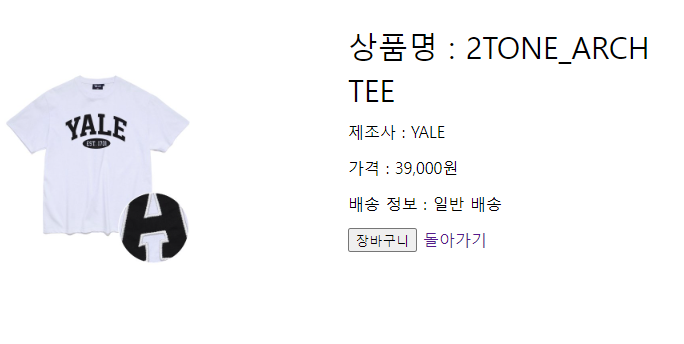 YALE
EST. 1701
상품명 : 2TONE_ARCH
TEE
제조사 : YALE
가격 : 39,000원
배송 정보 : 일반 배송
장바구니 돌아가기